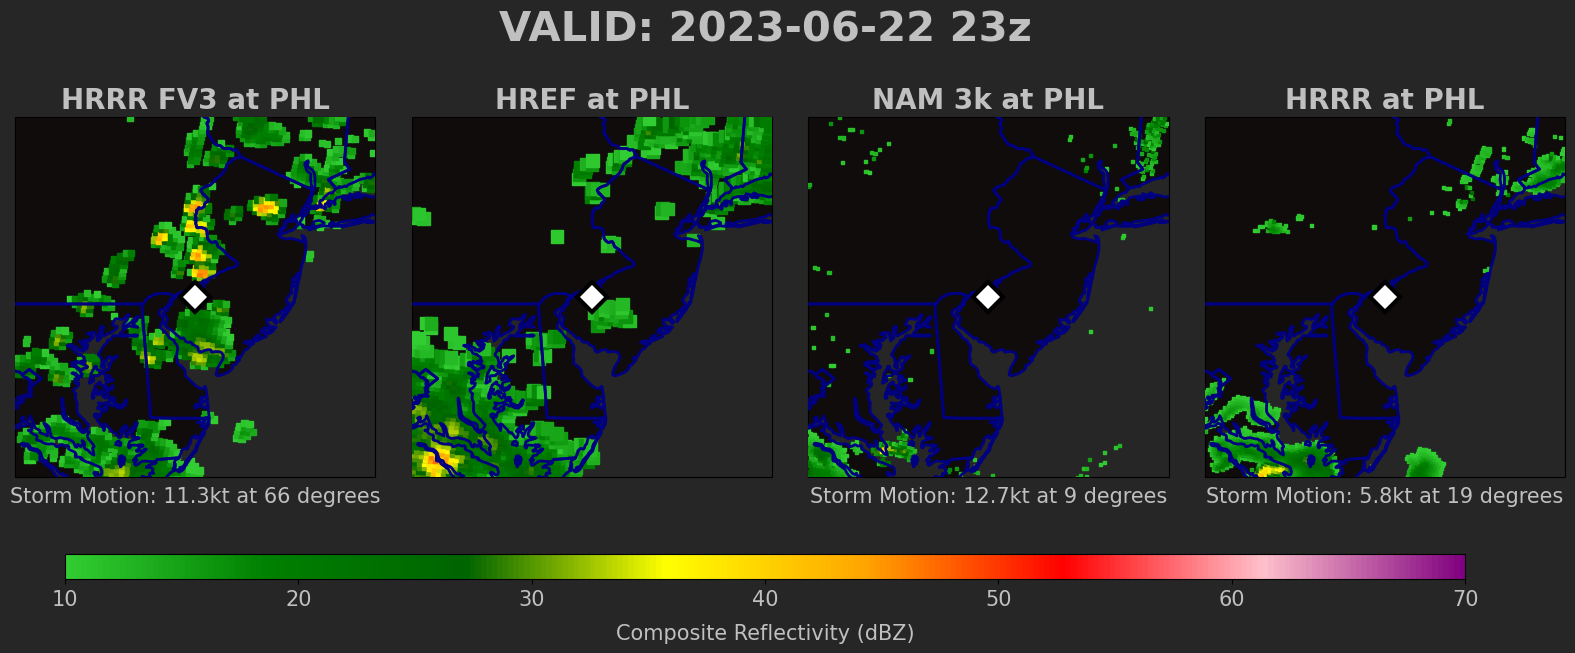 VALID: 2023-06-22 23z
HRRR FV3 at PHL
HREF at PHL
NAM 3k at PHL
HRRR at PHL
Storm Motion: 11.3kt at 66 degrees
Storm Motion: 12.7kt at 9 degrees
Storm Motion: 5.8kt at 19 degrees
10 20 30 40 50 60 70
Composite Reflectivity (dBZ)